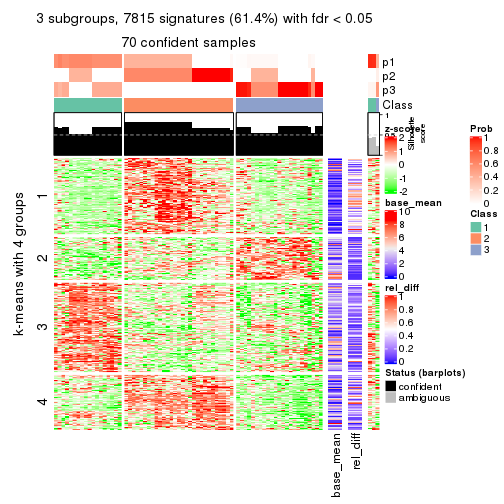 3 subgroups, 7815 signatures (61.4%) with fdr < 0.05
70 confident samples
p1
p2
p3
Class
1
Silhouette
score
k-means with 4 groups
1
2
3
4
base_mean
rel_diff
z-score
2
1
0
-1
-2
base_mean
10
8
6
4
2
0
rel_diff
1
0.8
0.6
0.4
0.2
0
Status (barplots)
confident
ambiguous
Prob
1
0.8
0.6
0.4
0.2
0
Class
1
2
3